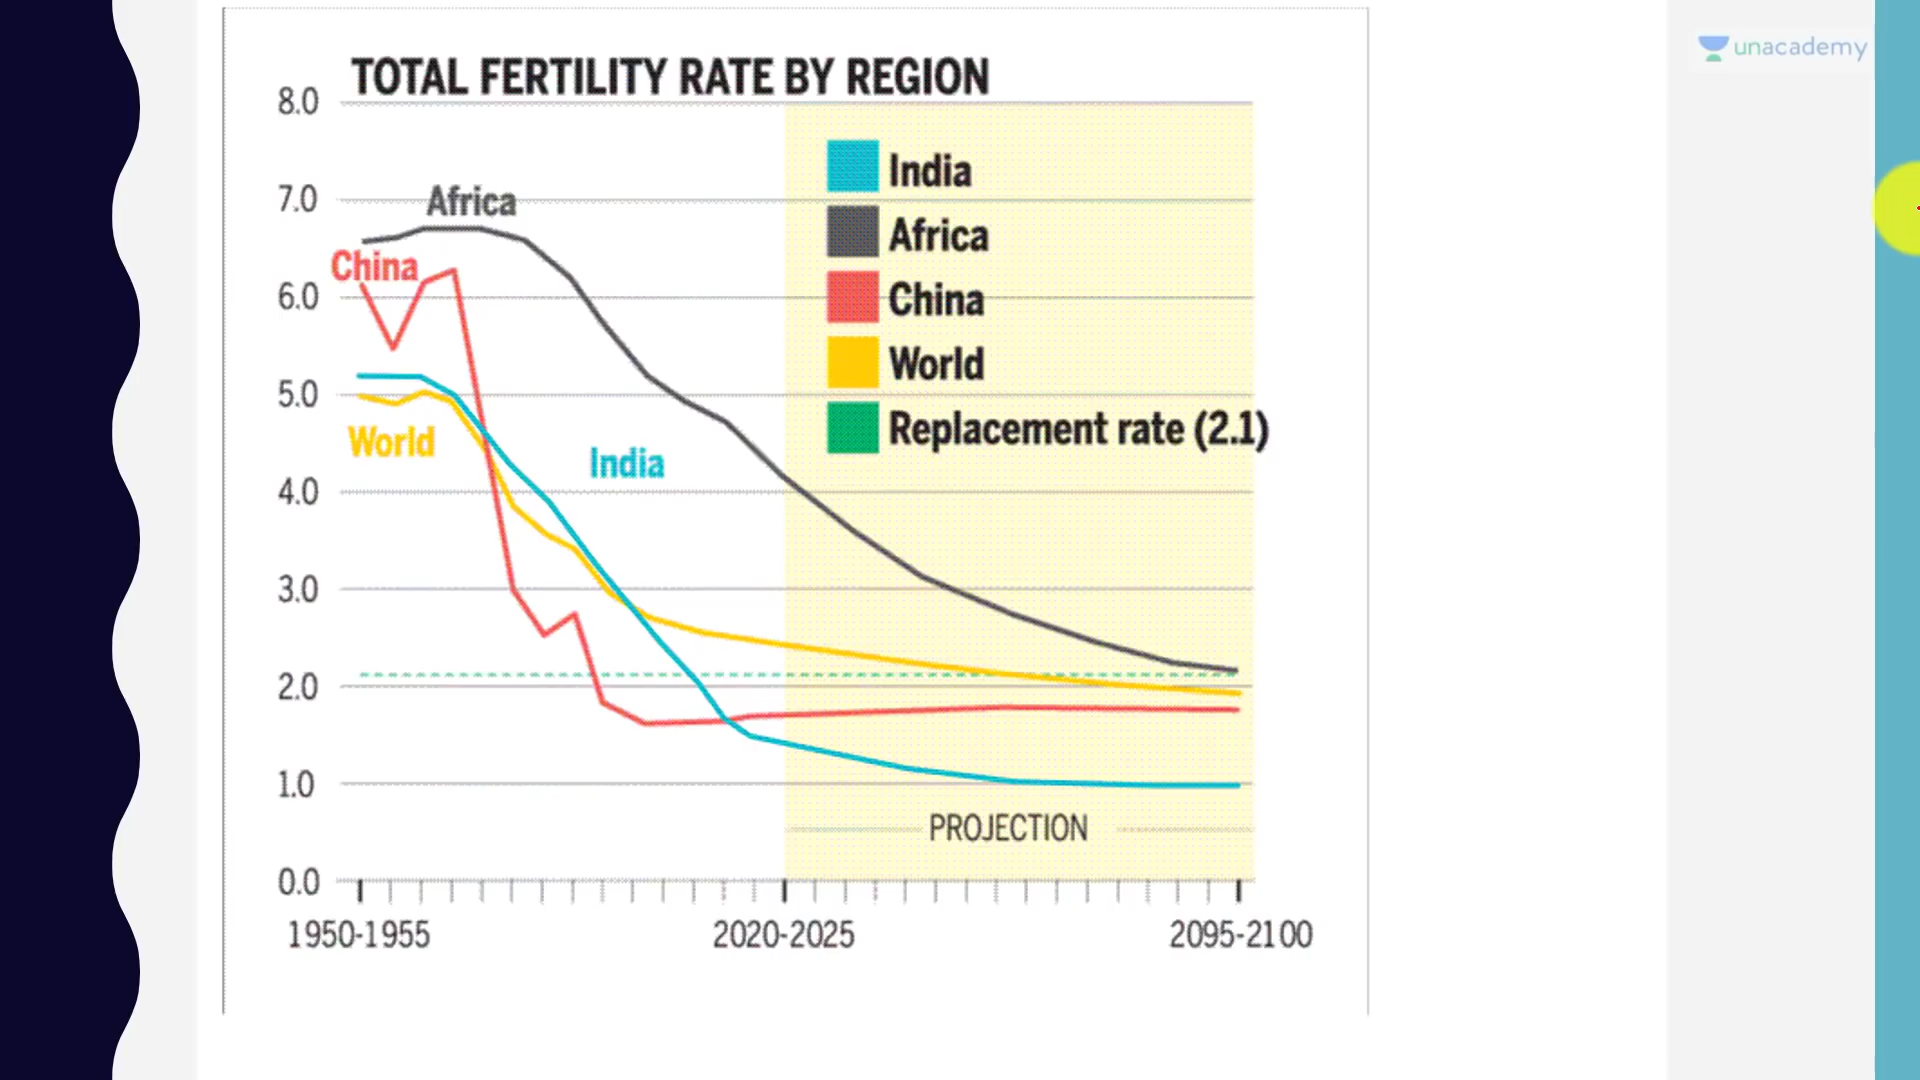 unacademy
TOTAL FERTILITY RATE BY REGION
8.0
7.0
6.0
5.0
4.0
3.0
2.0
1.0
0.0
Africa
China
World
India
India
Africa
China
World
Replacement rate (2.1)
PROJECTION
1950-1955
2020-2025
2095-2100